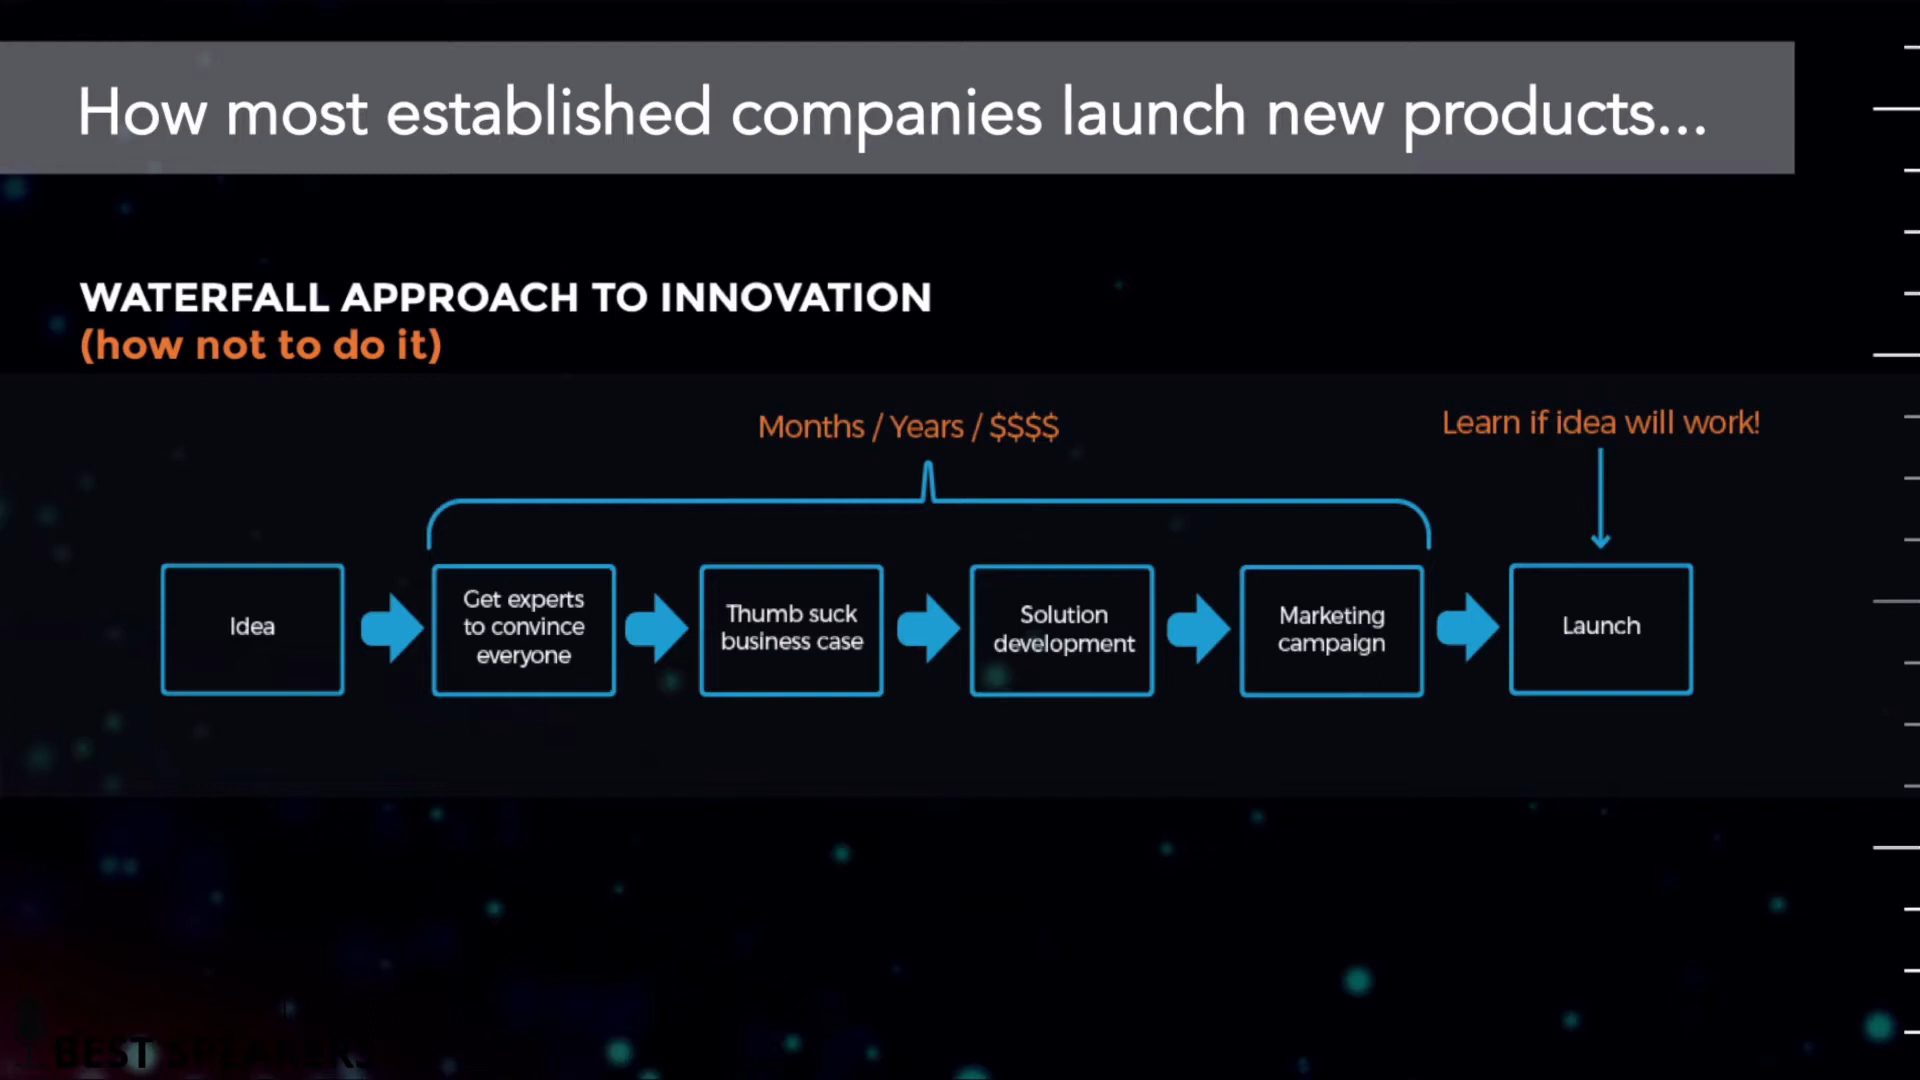 How most established companies launch new products...
WATERFALL APPROACH TO INNOVATION
(how not to do it)
Months / Years / $$$$
Learn if idea will work!
Idea
Get experts
to convince
everyone
Thumb suck
business case
Solution
development
Marketing
campaign
Launch
BEST SPEAKERS